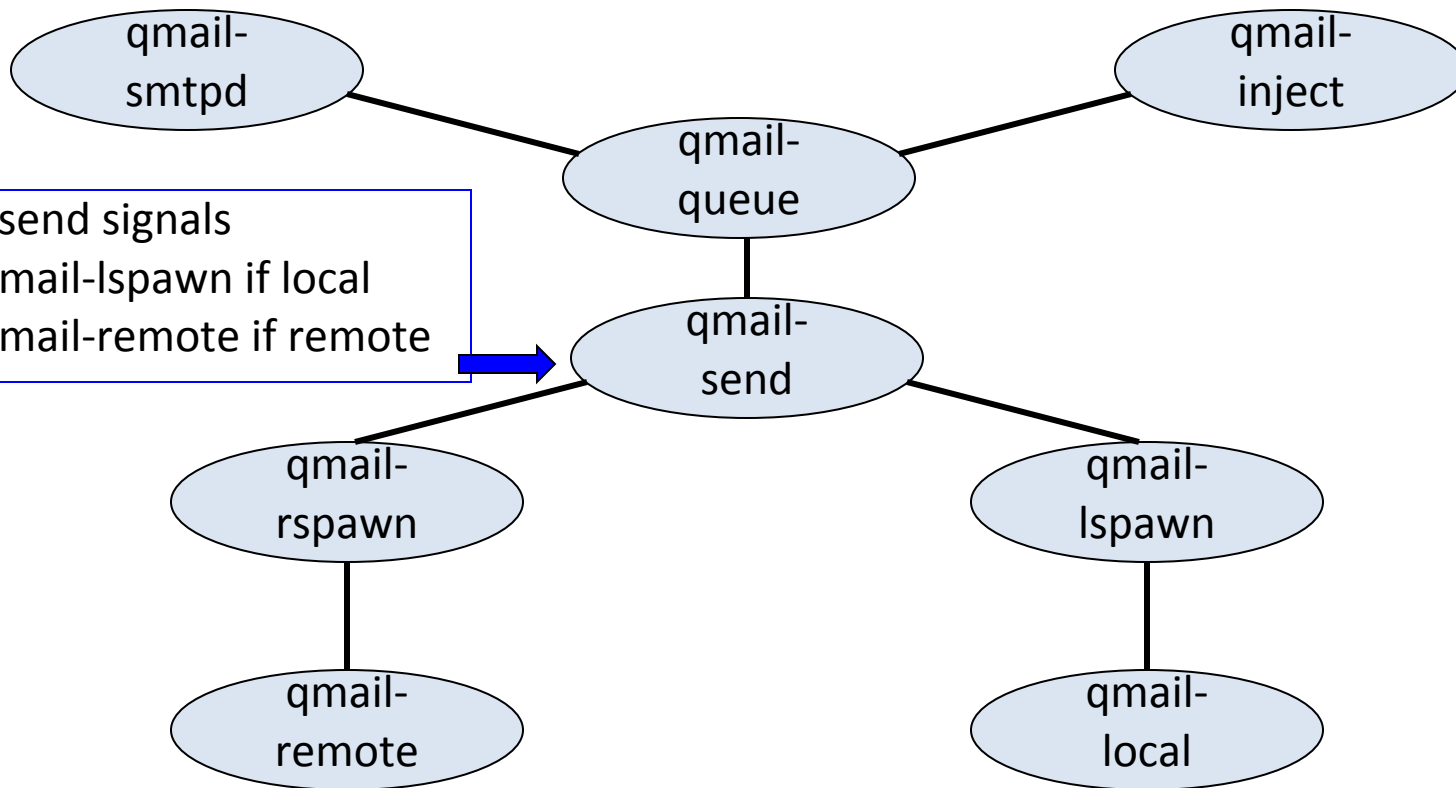 qmail-
smtpd
qmail-
inject
qmail-
queue
send signals
mail-lspawn if local
mail-remote if remote
qmail-
send
qmail-
rspawn
qmail-
lspawn
qmail-
remote
qmail-
local